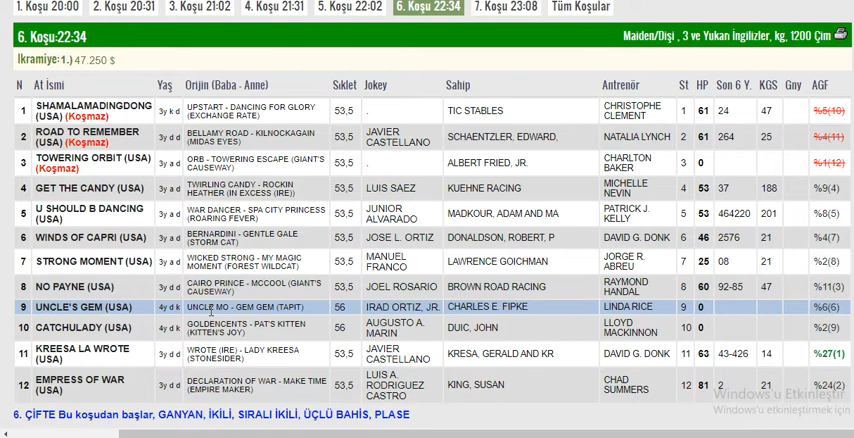 1. Koşu 20:00 2. Koşu 20:31 3. Koşu 21:02 4. Koşu 21:31 5. Koşu 22:02 6. Koşu 22:34 7. Koşu 23:08 Tüm Koşular
6. Koşu:22:34 Maiden/Dişi , 3 ve Yukarı İngilizler, kg, 1200 Çim
Ikramiye:1.) 47.250 $
N At İsmi Yaş Orijin (Baba - Anne) Sıklet Jokey Sahip Antrenör St HP Son 6 Y. KGS Gny AGF
1 SHAMALAMADINGDONG (USA) (Koşmaz) 3y k d UPSTART - DANCING FOR GLORY (EXCHANGE RATE) 53,5 . TIC STABLES CHRISTOPHE CLEMENT 1 61 24 47 %5(10)
2 ROAD TO REMEMBER (USA) (Koşmaz) 3y d d BELLAMY ROAD - KILNOCKAGAIN (MIDAS EYES) 53,5 JAVIER CASTELLANO SCHAENTZLER, EDWARD, NATALIA LYNCH 2 61 264 25 %4(11)
3 TOWERING ORBIT (USA) (Koşmaz) 3y d d ORB - TOWERING ESCAPE (GIANT'S CAUSEWAY) 53,5 . ALBERT FRIED, JR. CHARLTON BAKER 3 0 %1(12)
4 GET THE CANDY (USA) 3y a d TWIRLING CANDY - ROCKIN HEATHER (IN EXCESS (IRE)) 53,5 LUIS SAEZ KUEHNE RACING MICHELLE NEVIN 4 53 37 188 %9(4)
5 U SHOULD B DANCING (USA) 3y a d WAR DANCER - SPA CITY PRINCESS (ROARING FEVER) 53,5 JUNIOR ALVARADO MADKOUR, ADAM AND MA PATRICK J. KELLY 5 53 464220 201 %8(5)
6 WINDS OF CAPRI (USA) 3y d d BERNARDINI - GENTLE GALE (STORM CAT) 53,5 JOSE L. ORTIZ DONALDSON, ROBERT, P DAVID G. DONK 6 46 2576 21 %4(7)
7 STRONG MOMENT (USA) 3y a d WICKED STRONG - MY MAGIC MOMENT (FOREST WILDCAT) 53,5 MANUEL FRANCO LAWRENCE GOICHMAN JORGE R. ABREU 7 25 08 21 %2(8)
8 NO PAYNE (USA) 3y d d CAIRO PRINCE - MCCOOL (GIANT'S CAUSEWAY) 53,5 JOEL ROSARIO BROWN ROAD RACING RAYMOND HANDAL 8 60 92-85 47 %11(3)
9 UNCLE'S GEM (USA) 4y d k UNCLE MO - GEM GEM (TAPIT) 56 IRAD ORTIZ, JR. CHARLES E. FIPKE LINDA RICE 9 0 %6(6)
10 CATCHULADY (USA) 4y d k GOLDENCENTS - PAT'S KITTEN (KITTEN'S JOY) 56 AUGUSTO A. MARIN DUIC, JOHN LLOYD MACKINNON 10 0 %2(9)
11 KREESA LA WROTE (USA) 3y d d WROTE (IRE) - LADY KREESA (STONESIDER) 53,5 JAVIER CASTELLANO KRESA, GERALD AND KR DAVID G. DONK 11 63 43-426 14 %27(1)
12 EMPRESS OF WAR (USA) 3y d d DECLARATION OF WAR - MAKE TIME (EMPIRE MAKER) 53,5 LUIS A. RODRIGUEZ CASTRO KING, SUSAN CHAD SUMMERS 12 81 2 21 %24(2)
6. ÇİFTE Bu koşudan başlar, GANYAN, İKİLİ, SIRALI İKİLİ, ÜÇLÜ BAHİS, PLASE
Windows'u Etkinleştir
Windows'u etkinleştirmek için